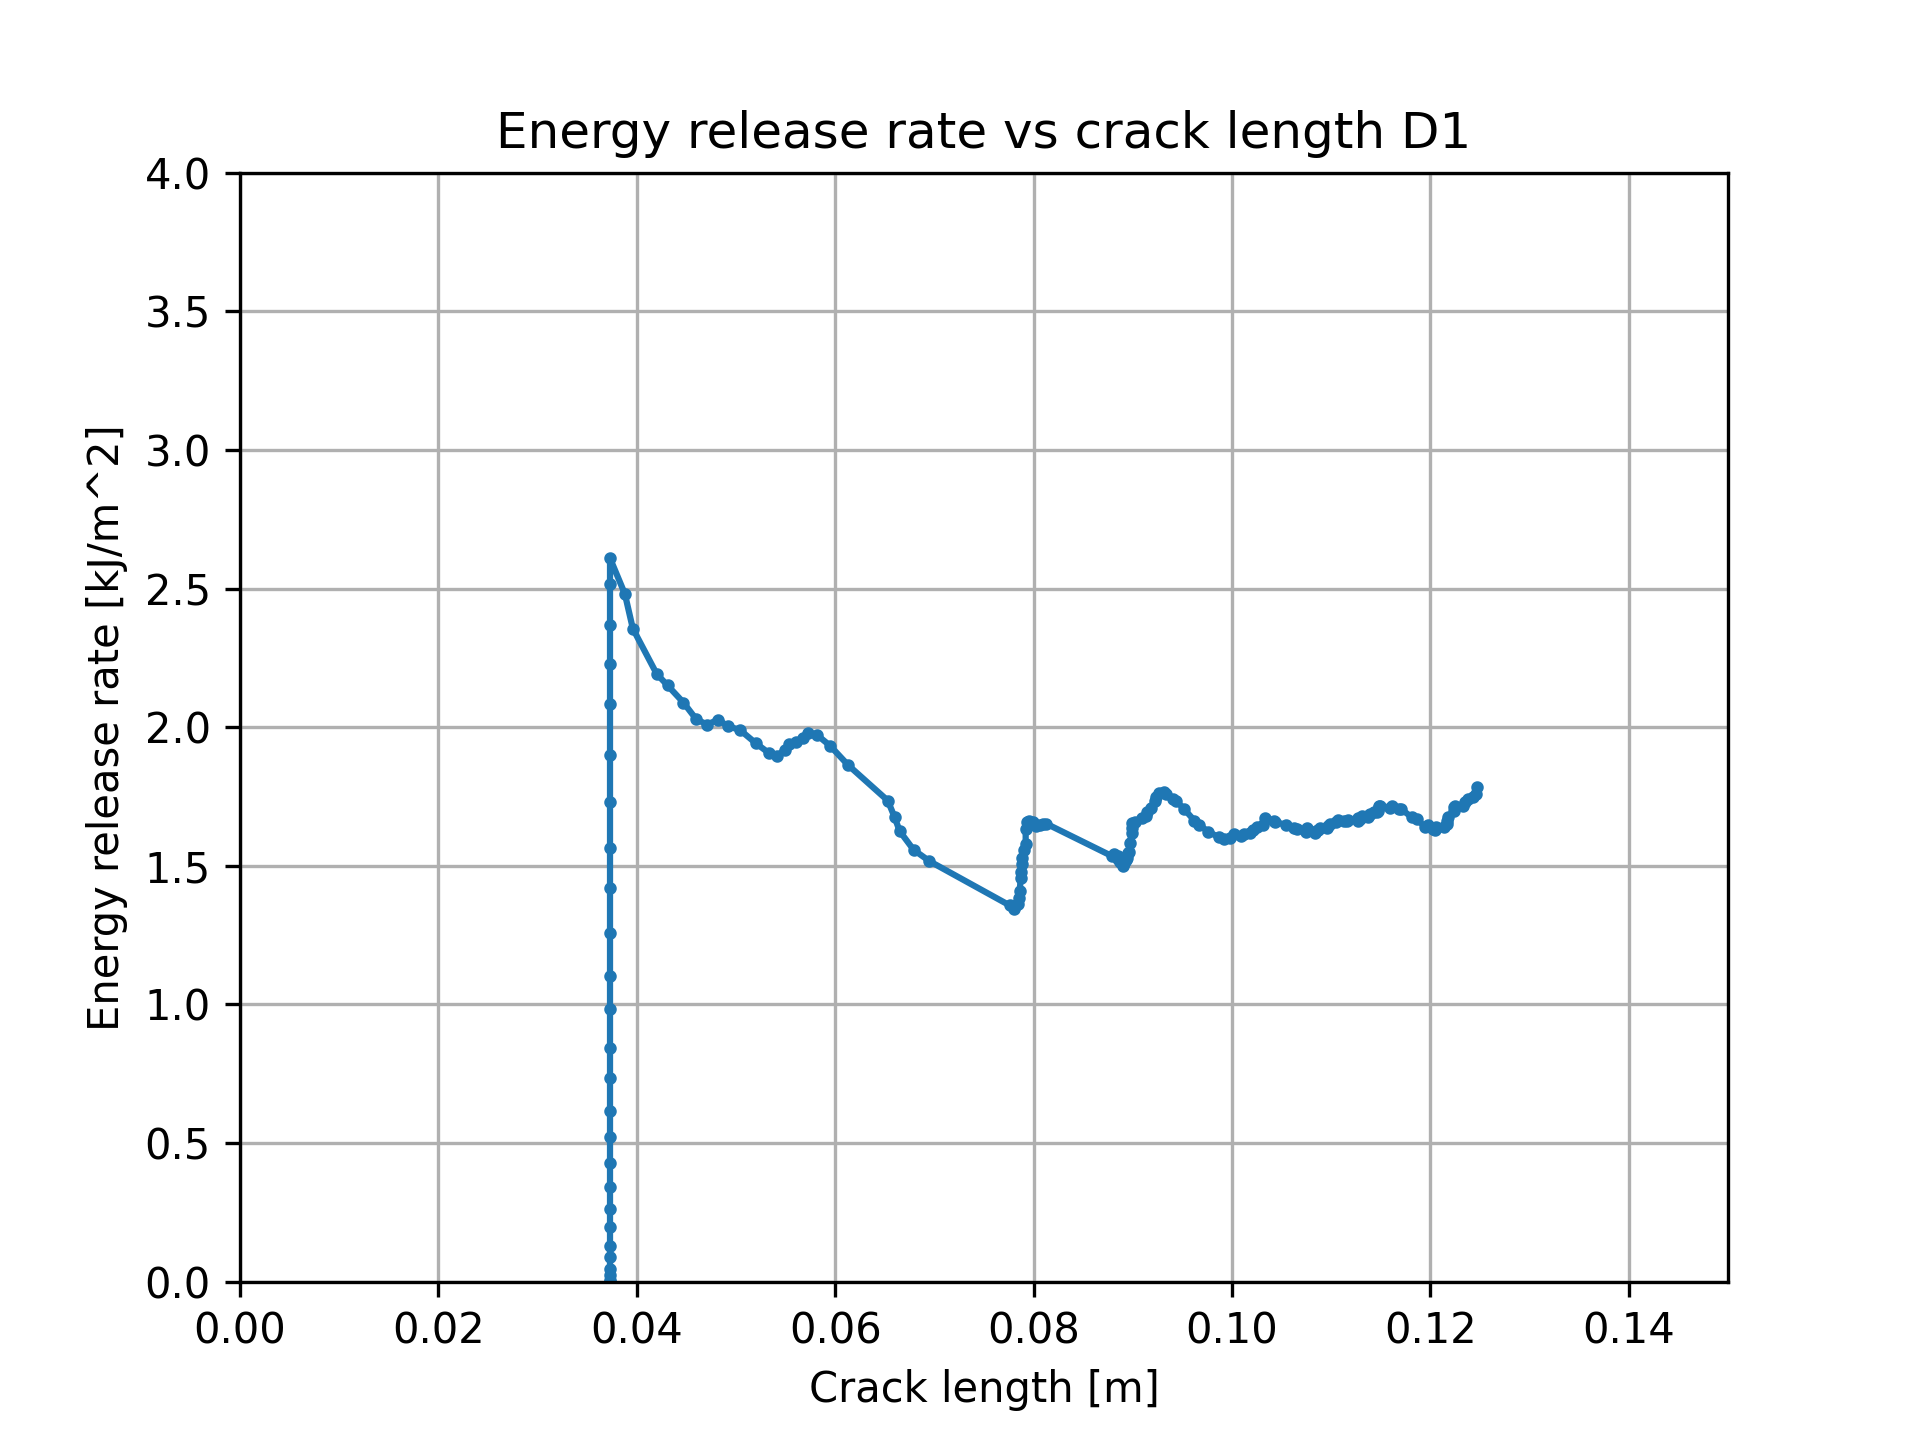 Energy release rate vs crack length D1
4.0
3.5
3.0
2.5
2.0
1.5
1.0
0.5
0.0
Energy release rate [kJ/m^2]
0.00 0.02 0.04 0.06 0.08 0.10 0.12 0.14
Crack length [m]